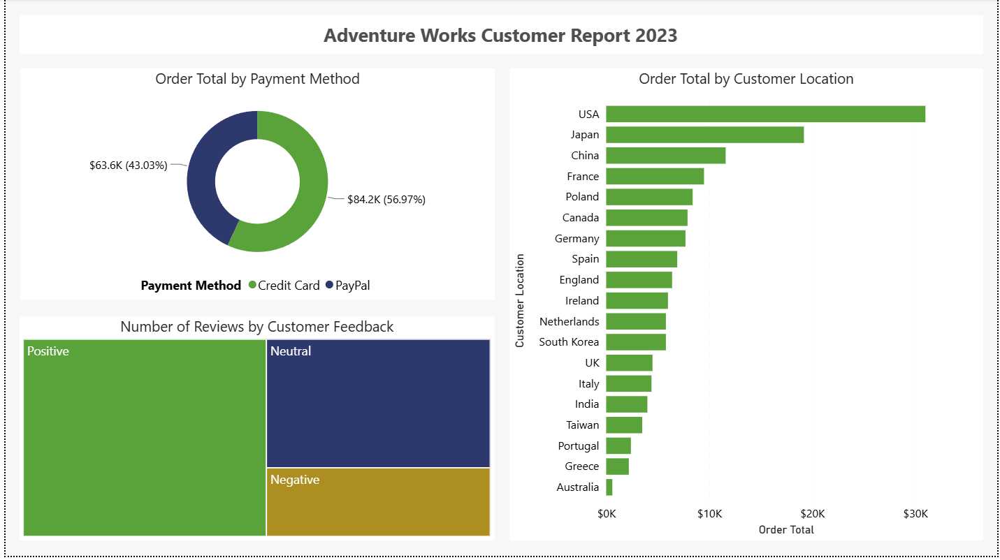 Adventure Works Customer Report 2023
Order Total by Payment Method
$63.6K (43.03%)
$84.2K (56.97%)
Payment Method Credit Card PayPal
Number of Reviews by Customer Feedback
Positive
Neutral
Negative
Order Total by Customer Location
Customer Location
USA
Japan
China
France
Poland
Canada
Germany
Spain
England
Ireland
Netherlands
South Korea
UK
Italy
India
Taiwan
Portugal
Greece
Australia
$0K $10K $20K $30K
Order Total